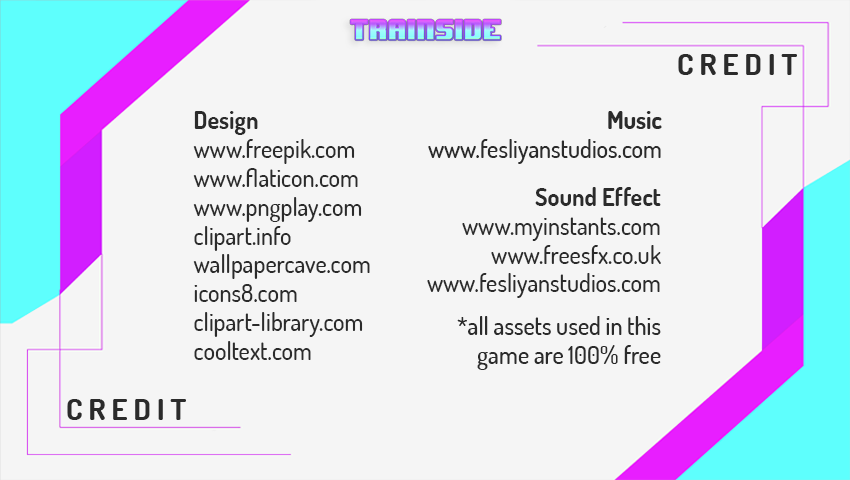 TRAINSIDE
CREDIT
Design
www.freepik.com
www.flaticon.com
www.pngplay.com
clipart.info
wallpapercave.com
icons8.com
clipart-library.com
cooltext.com
Music
www.fesliyanstudios.com
Sound Effect
www.myinstants.com
www.freesfx.co.uk
www.fesliyanstudios.com
*all assets used in this
game are 100% free
CREDIT